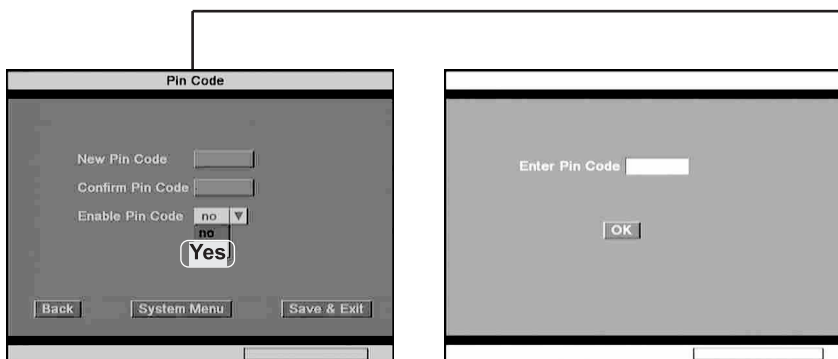 Pin Code
New Pin Code
Confirm Pin Code
Enable Pin Code no
no
Yes
Back System Menu Save & Exit
Enter Pin Code
OK